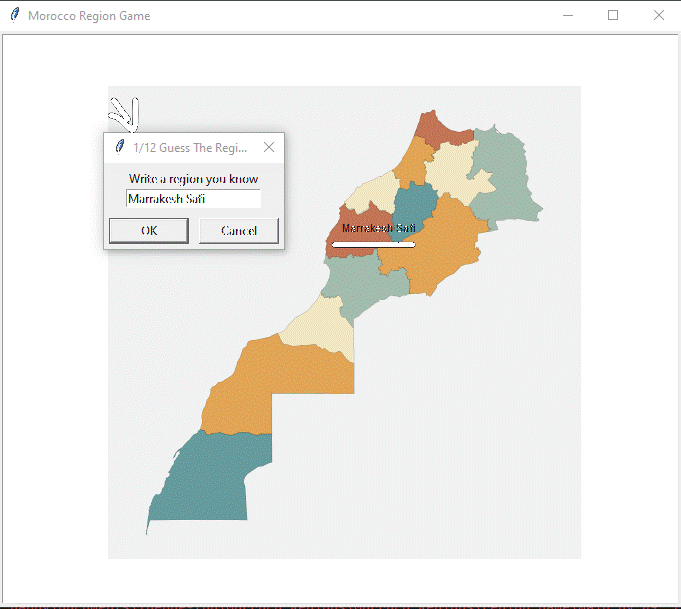 Morocco Region Game
1/12 Guess The Regi...
Write a region you know
Marrakesh Safi
OK
Cancel
Marrakesh Safi